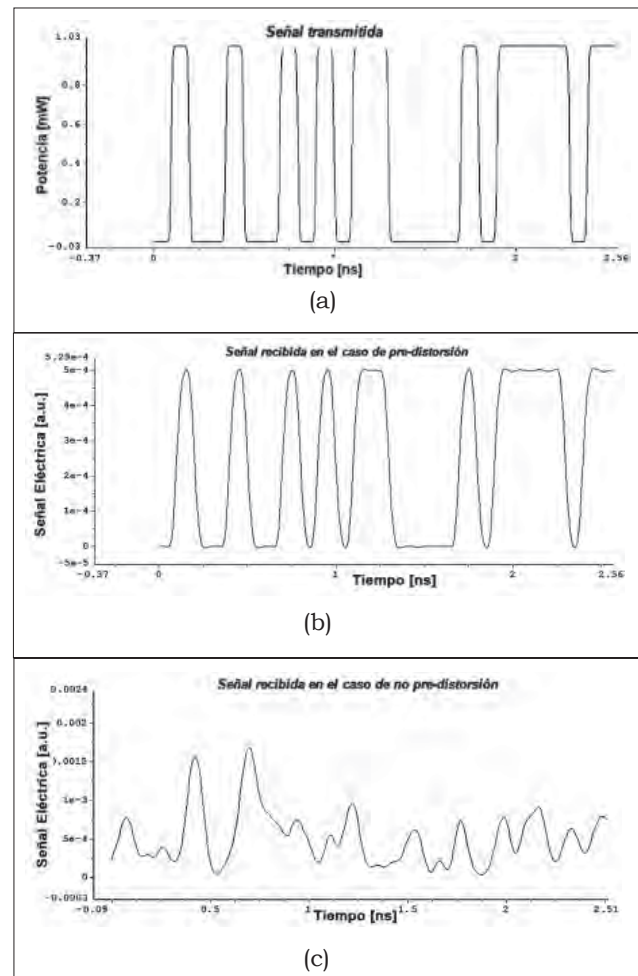 Señal transmitida
1.03
0.8
0.6
0.4
0.2
-0.03
Potencia [mW]
-0.37
0
1
2
2.56
Tiempo [ns]
(a)
Señal recibida en el caso de pre-distorsión
5.29e-4
5e-4
4e-4
3e-4
2e-4
1e-4
0
-5e-5
Señal Eléctrica [a.u.]
-0.37
0
1
2
2.56
Tiempo [ns]
(b)
Señal recibida en el caso de no pre-distorsión
0.0024
0.002
0.0015
1e-3
5e-4
0
Señal Eléctrica [a.u.]
-0.09
0.5
1
1.5
2
2.51
Tiempo [ns]
(c)